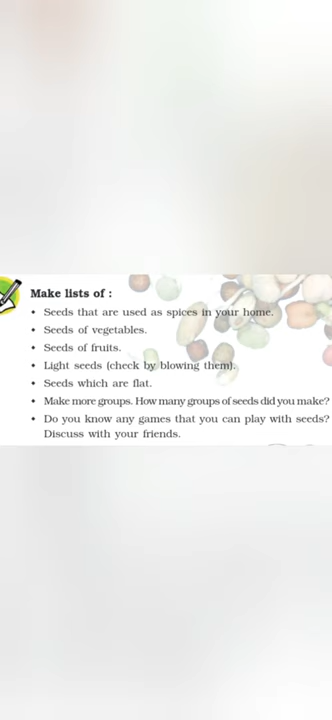 Make lists of :
• Seeds that are used as spices in your home.
• Seeds of vegetables.
• Seeds of fruits.
• Light seeds (check by blowing them).
• Seeds which are flat.
• Make more groups. How many groups of seeds did you make?
• Do you know any games that you can play with seeds?
Discuss with your friends.